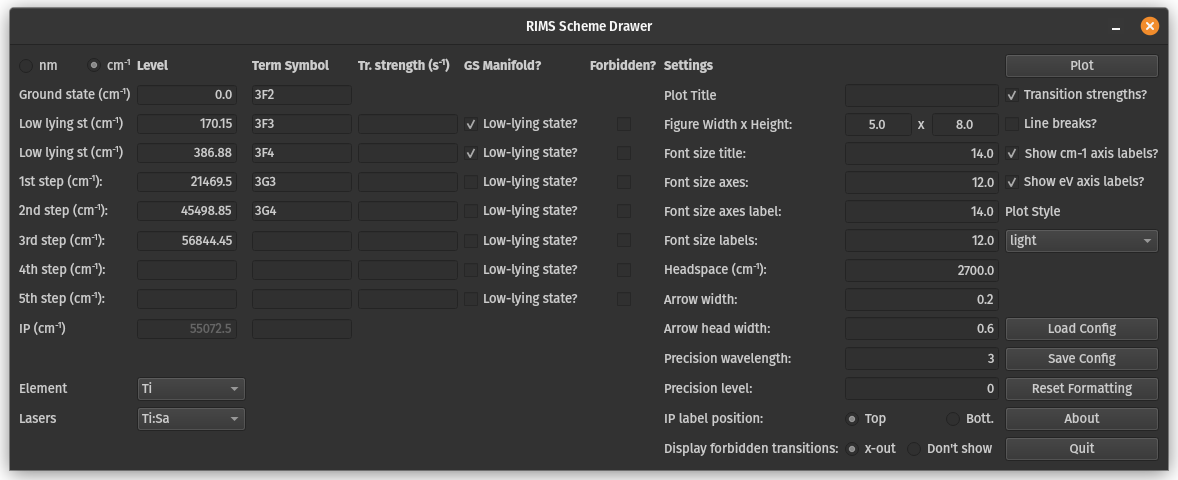 RIMS Scheme Drawer
nm cm⁻¹ Level Term Symbol Tr. strength (s⁻¹) GS Manifold? Forbidden? Settings Plot
Ground state (cm⁻¹) 0.0 3F2 Plot Title Transition strengths?
Low lying st (cm⁻¹) 170.15 3F3 Low-lying state? Figure Width x Height: 5.0 x 8.0 Line breaks?
Low lying st (cm⁻¹) 386.88 3F4 Low-lying state? Font size title: 14.0 Show cm-1 axis labels?
1st step (cm⁻¹): 21469.5 3G3 Low-lying state? Font size axes: 12.0 Show eV axis labels?
2nd step (cm⁻¹): 45498.85 3G4 Low-lying state? Font size axes label: 14.0 Plot Style
3rd step (cm⁻¹): 56844.45 Low-lying state? Font size labels: 12.0 light
4th step (cm⁻¹): Low-lying state? Headspace (cm⁻¹): 2700.0
5th step (cm⁻¹): Low-lying state? Arrow width: 0.2
IP (cm⁻¹) 55072.5 Arrow head width: 0.6 Load Config
Precision wavelength: 3 Save Config
Element Ti Precision level: 0 Reset Formatting
Lasers Ti:Sa IP label position: Top Bott. About
Display forbidden transitions: x-out Don't show Quit